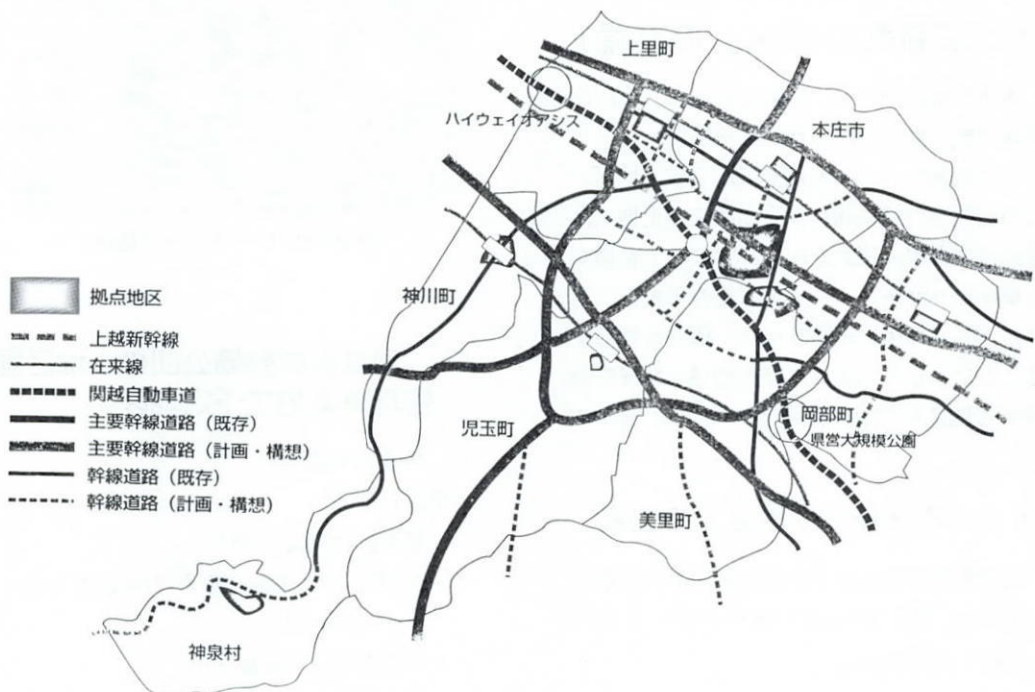 上里町
本庄市
ハイウェイオアシス
神川町
岡部町
県営大規模公園
児玉町
美里町
神泉村
拠点地区
上越新幹線
在来線
関越自動車道
主要幹線道路（既存）
主要幹線道路（計画・構想）
幹線道路（既存）
幹線道路（計画・構想）